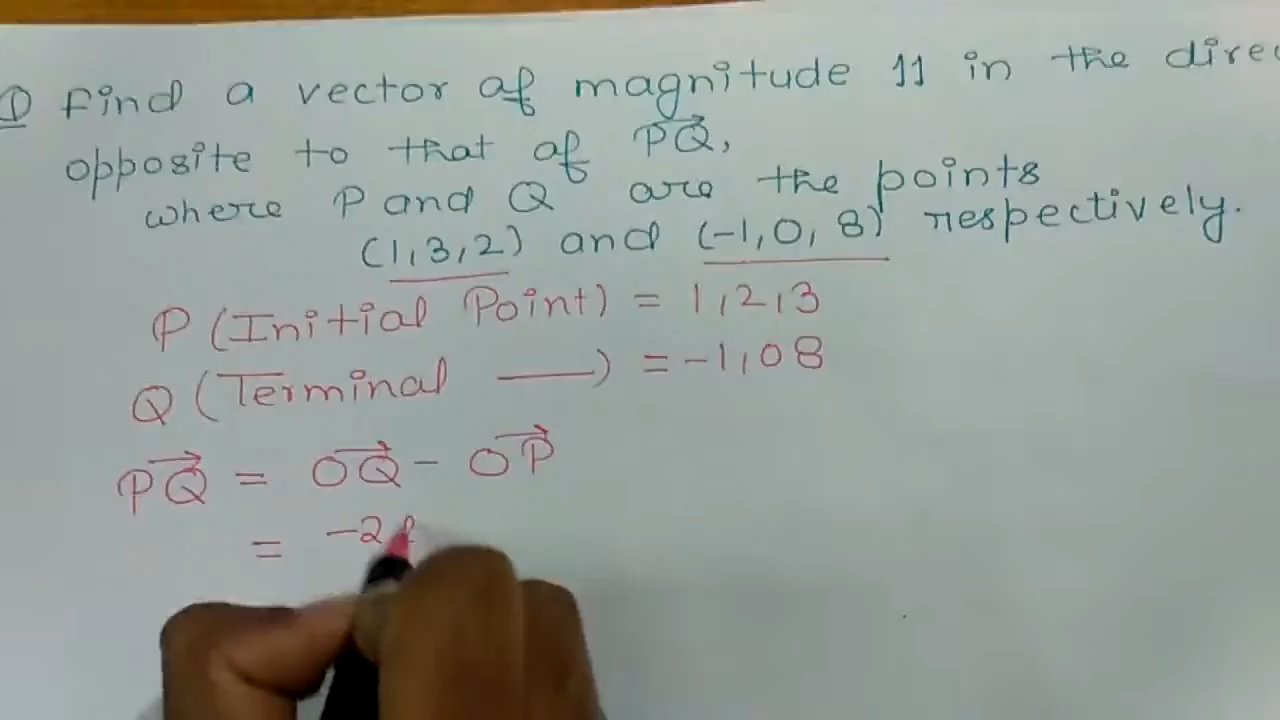 ① Find a vector of magnitude 11 in the direc
opposite to that of PQ,
where P and Q are the points
(1,3,2) and (-1,0,8) respectively.
P (Initial Point) = 1,2,3
Q (Terminal —) = -1,08
PQ = OQ - OP
= -2